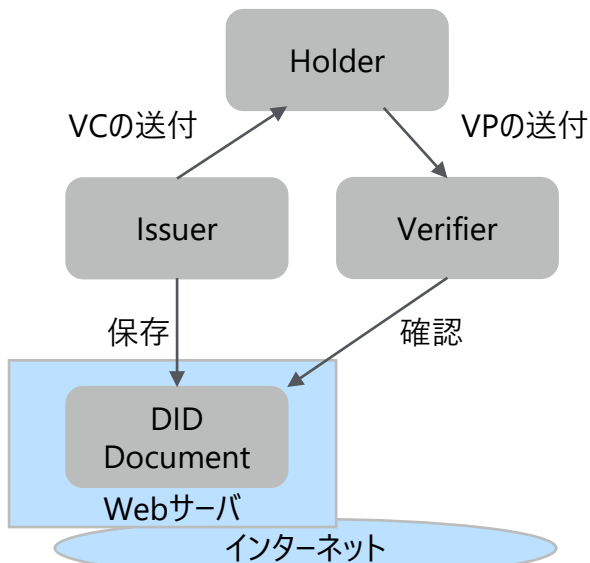 Holder
VCの送付
VPの送付
Issuer
Verifier
保存
確認
DID
Document
Webサーバ
インターネット